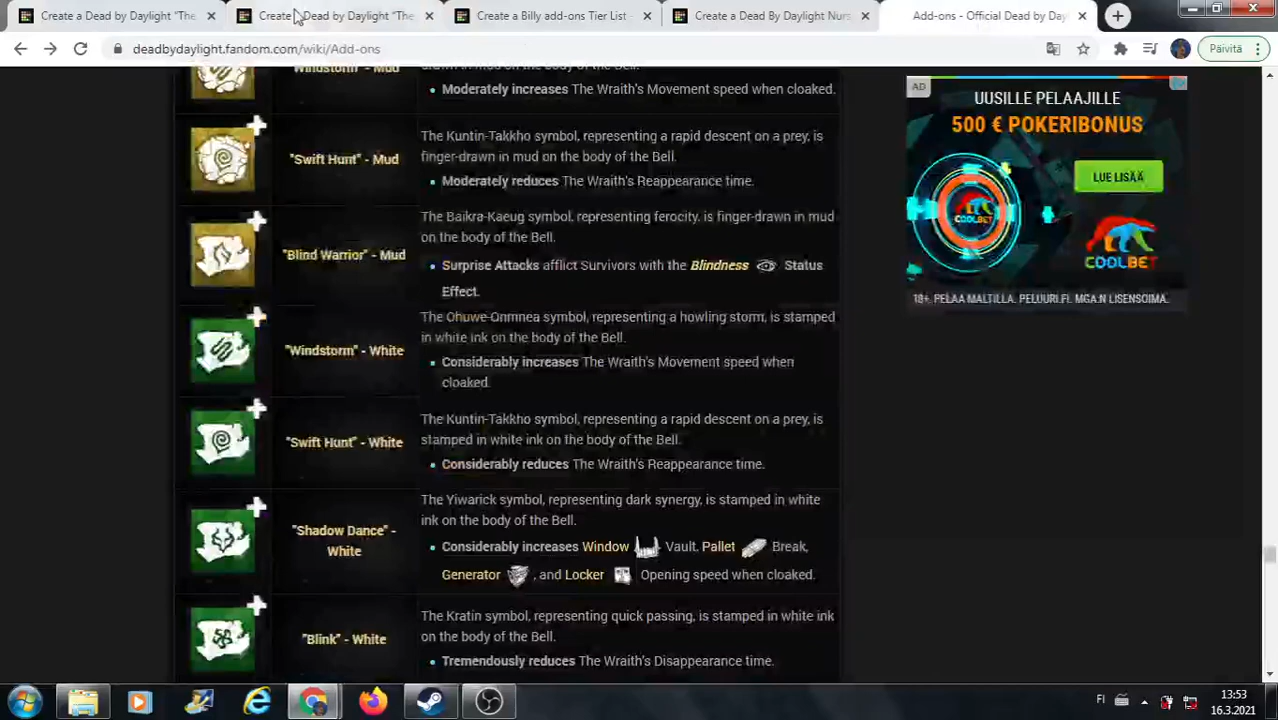 Create a Dead by Daylight "The
Create a Dead by Daylight "The
Create a Billy add-ons Tier List -
Create a Dead By Daylight Nurs
Add-ons - Official Dead by Day
deadbydaylight.fandom.com/wiki/Add-ons
Päivitä
"Windstorm" - Mud
drawn in mud on the body of the Bell.
Moderately increases The Wraith's Movement speed when cloaked.
"Swift Hunt" - Mud
The Kuntin-Takkho symbol, representing a rapid descent on a prey, is
finger-drawn in mud on the body of the Bell.
Moderately reduces The Wraith's Reappearance time.
"Blind Warrior" - Mud
The Baikra-Kaeug symbol, representing ferocity, is finger-drawn in mud
on the body of the Bell.
Surprise Attacks afflict Survivors with the Blindness Status
Effect.
"Windstorm" - White
The Ohuwe-Onmnea symbol, representing a howling storm, is stamped
in white ink on the body of the Bell.
Considerably increases The Wraith's Movement speed when
cloaked.
"Swift Hunt" - White
The Kuntin-Takkho symbol, representing a rapid descent on a prey, is
stamped in white ink on the body of the Bell.
Considerably reduces The Wraith's Reappearance time.
"Shadow Dance" -
White
The Yiwarick symbol, representing dark synergy, is stamped in white
ink on the body of the Bell.
Considerably increases Window Vault, Pallet Break,
Generator , and Locker Opening speed when cloaked.
"Blink" - White
The Kratin symbol, representing quick passing, is stamped in white ink
on the body of the Bell.
Tremendously reduces The Wraith's Disappearance time.
AD
UUSILLE PELAAJILLE
500 € POKERIBONUS
LUE LISÄÄ
COOLBET
COOLBET
18+. PELAA MALTILLA. PELUURI.FI. MGA:N LISENSOIMA.
FI
13:53
16.3.2021